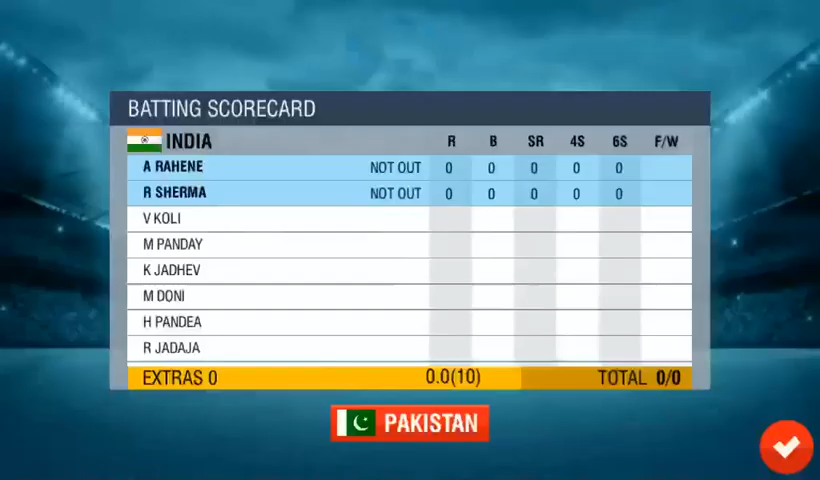 BATTING SCORECARD
INDIA R B SR 4S 6S F/W
A RAHENE NOT OUT 0 0 0 0 0
R SHERMA NOT OUT 0 0 0 0 0
V KOLI
M PANDAY
K JADHEV
M DONI
H PANDEA
R JADAJA
EXTRAS 0 0.0(10) TOTAL 0/0
PAKISTAN